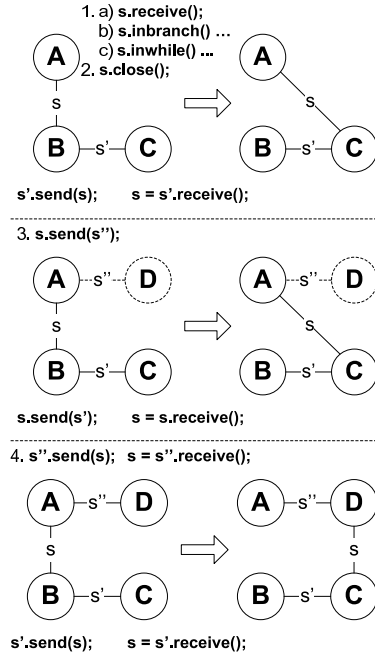 1. a) s.receive();
b) s.inbranch() ...
c) s.inwhile() ...
2. s.close();
A
A
s
s
B s' C
B s' C
s'.send(s); s = s'.receive();
3. s.send(s'');
A s'' D
A s'' D
s
s
B s' C
B s' C
s.send(s'); s = s.receive();
4. s''.send(s); s = s''.receive();
A s'' D
A s'' D
s
s
B s' C
B s' C
s'.send(s); s = s'.receive();